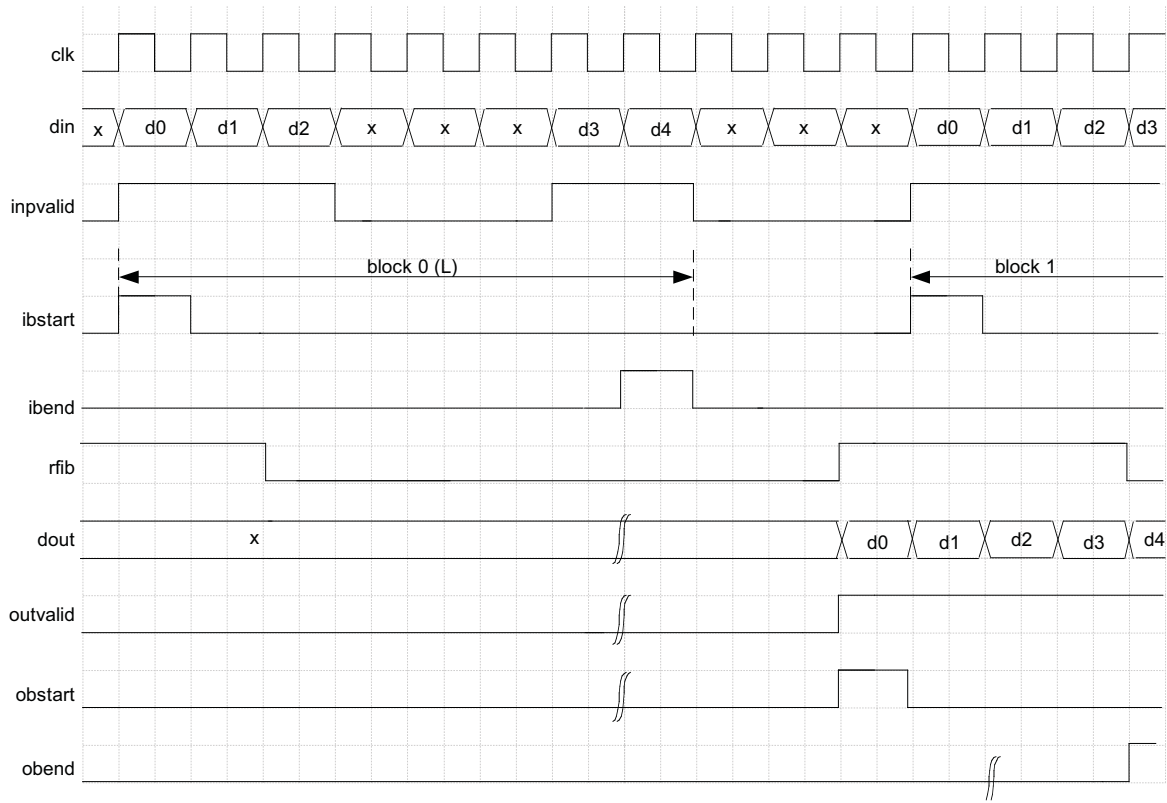 clk
din x d0 d1 d2 x x x d3 d4 x x x d0 d1 d2 d3
inpvalid
block 0 (L) block 1
ibstart
ibend
rfib
dout x d0 d1 d2 d3 d4
outvalid
obstart
obend